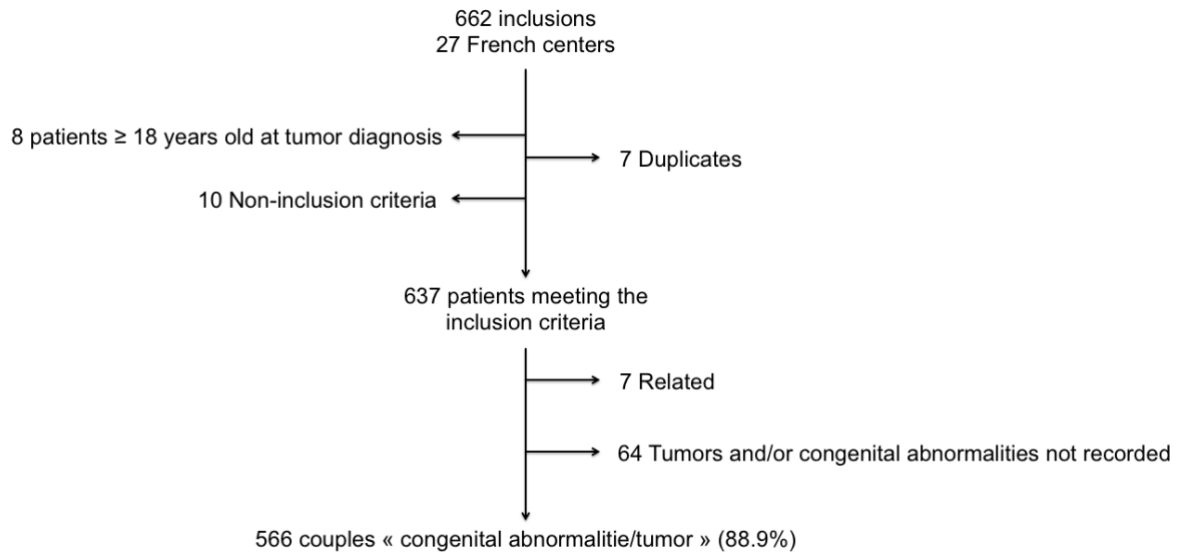 662 inclusions
27 French centers
8 patients ≥ 18 years old at tumor diagnosis
7 Duplicates
10 Non-inclusion criteria
637 patients meeting the
inclusion criteria
7 Related
64 Tumors and/or congenital abnormalities not recorded
566 couples « congenital abnormalitie/tumor » (88.9%)